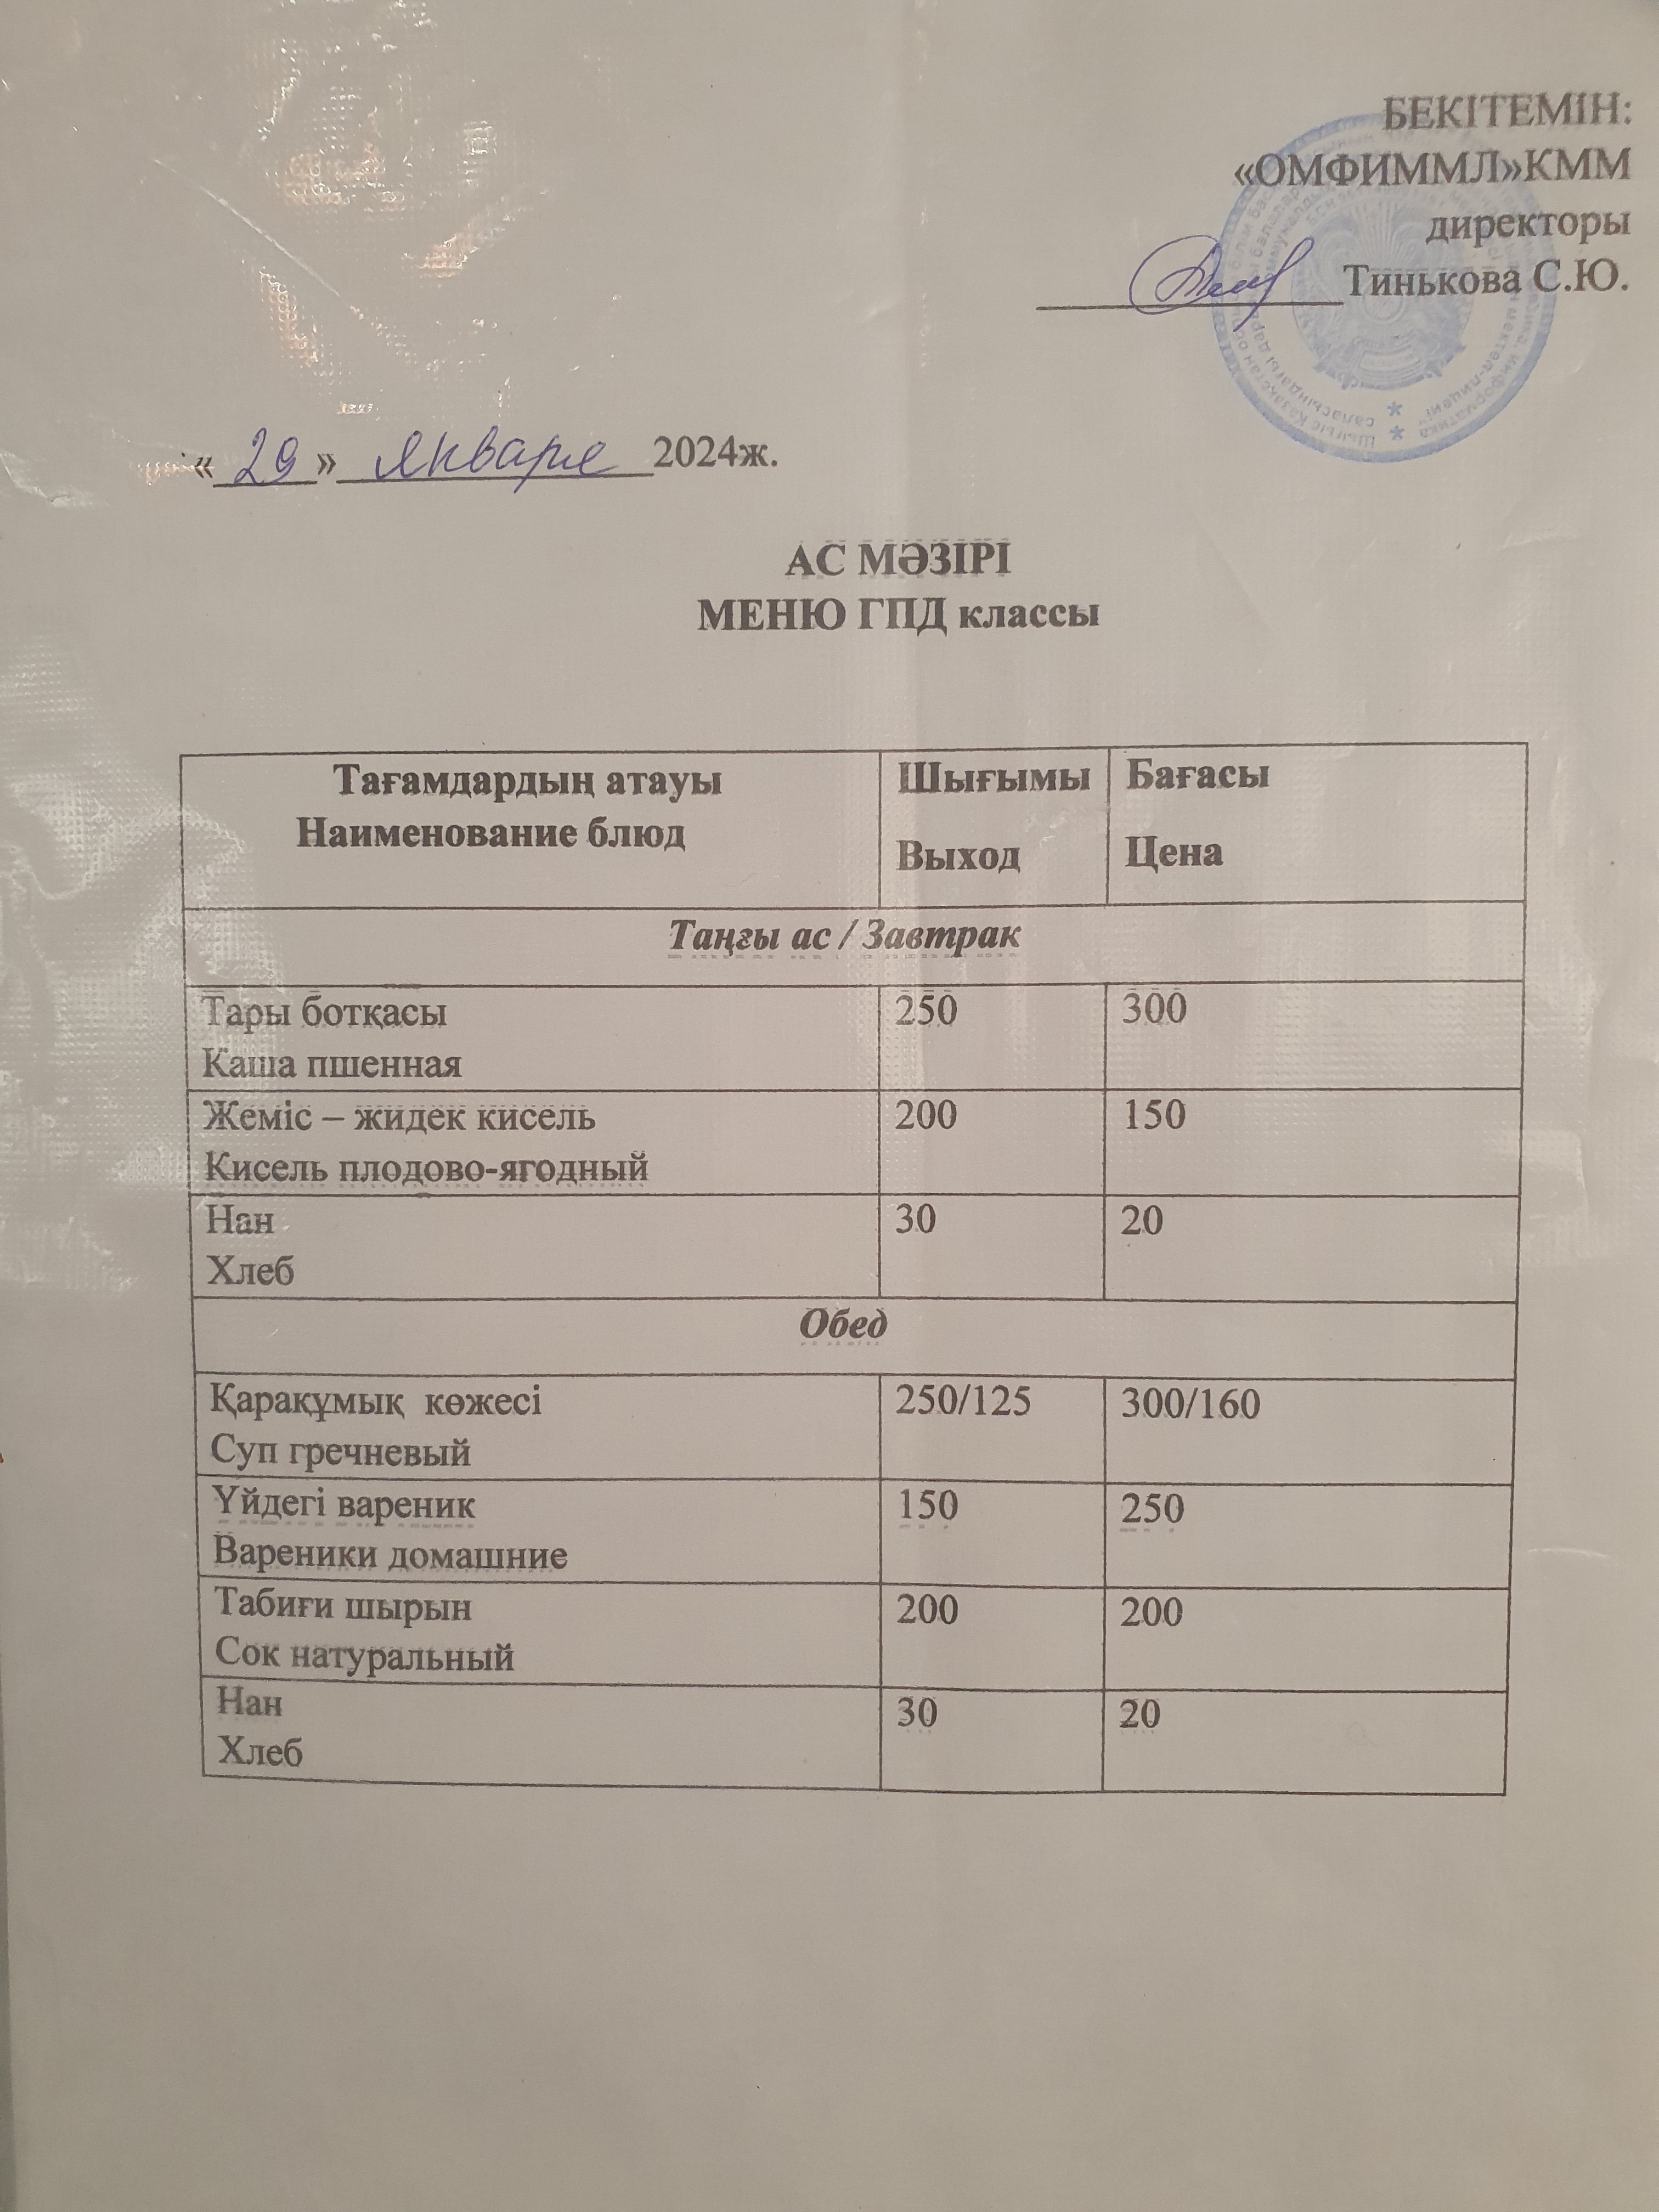 БЕКІТЕМІН:
«ОМФИММЛ»КММ
директоры
Тинькова С.Ю.
«29» января 2024ж.
АС МӘЗІРІ
МЕНЮ ГПД классы
Тағамдардың атауы
Наименование блюд
Шығымы
Выход
Бағасы
Цена
Таңғы ас / Завтрак
Тары ботқасы
Каша пшенная
250
300
Жеміс – жидек кисель
Кисель плодово-ягодный
200
150
Нан
Хлеб
30
20
Обед
Қарақұмық көжесі
Суп гречневый
250/125
300/160
Үйдегі вареник
Вареники домашние
150
250
Табиғи шырын
Сок натуральный
200
200
Нан
Хлеб
30
20